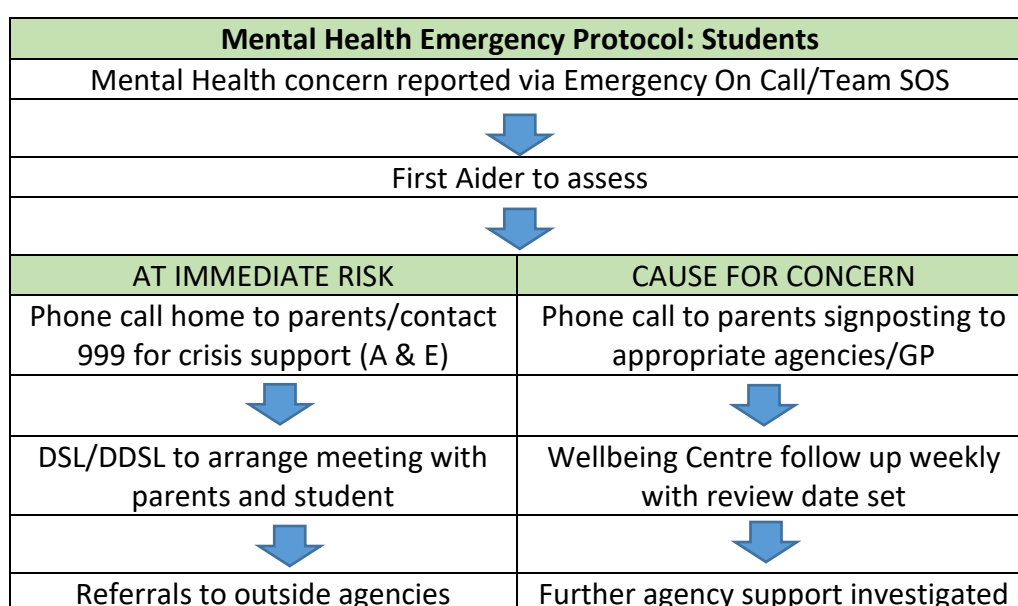 Mental Health Emergency Protocol: Students
Mental Health concern reported via Emergency On Call/Team SOS
First Aider to assess
AT IMMEDIATE RISK
Phone call home to parents/contact
999 for crisis support (A & E)
DSL/DDSL to arrange meeting with
parents and student
Referrals to outside agencies
CAUSE FOR CONCERN
Phone call to parents signposting to
appropriate agencies/GP
Wellbeing Centre follow up weekly
with review date set
Further agency support investigated